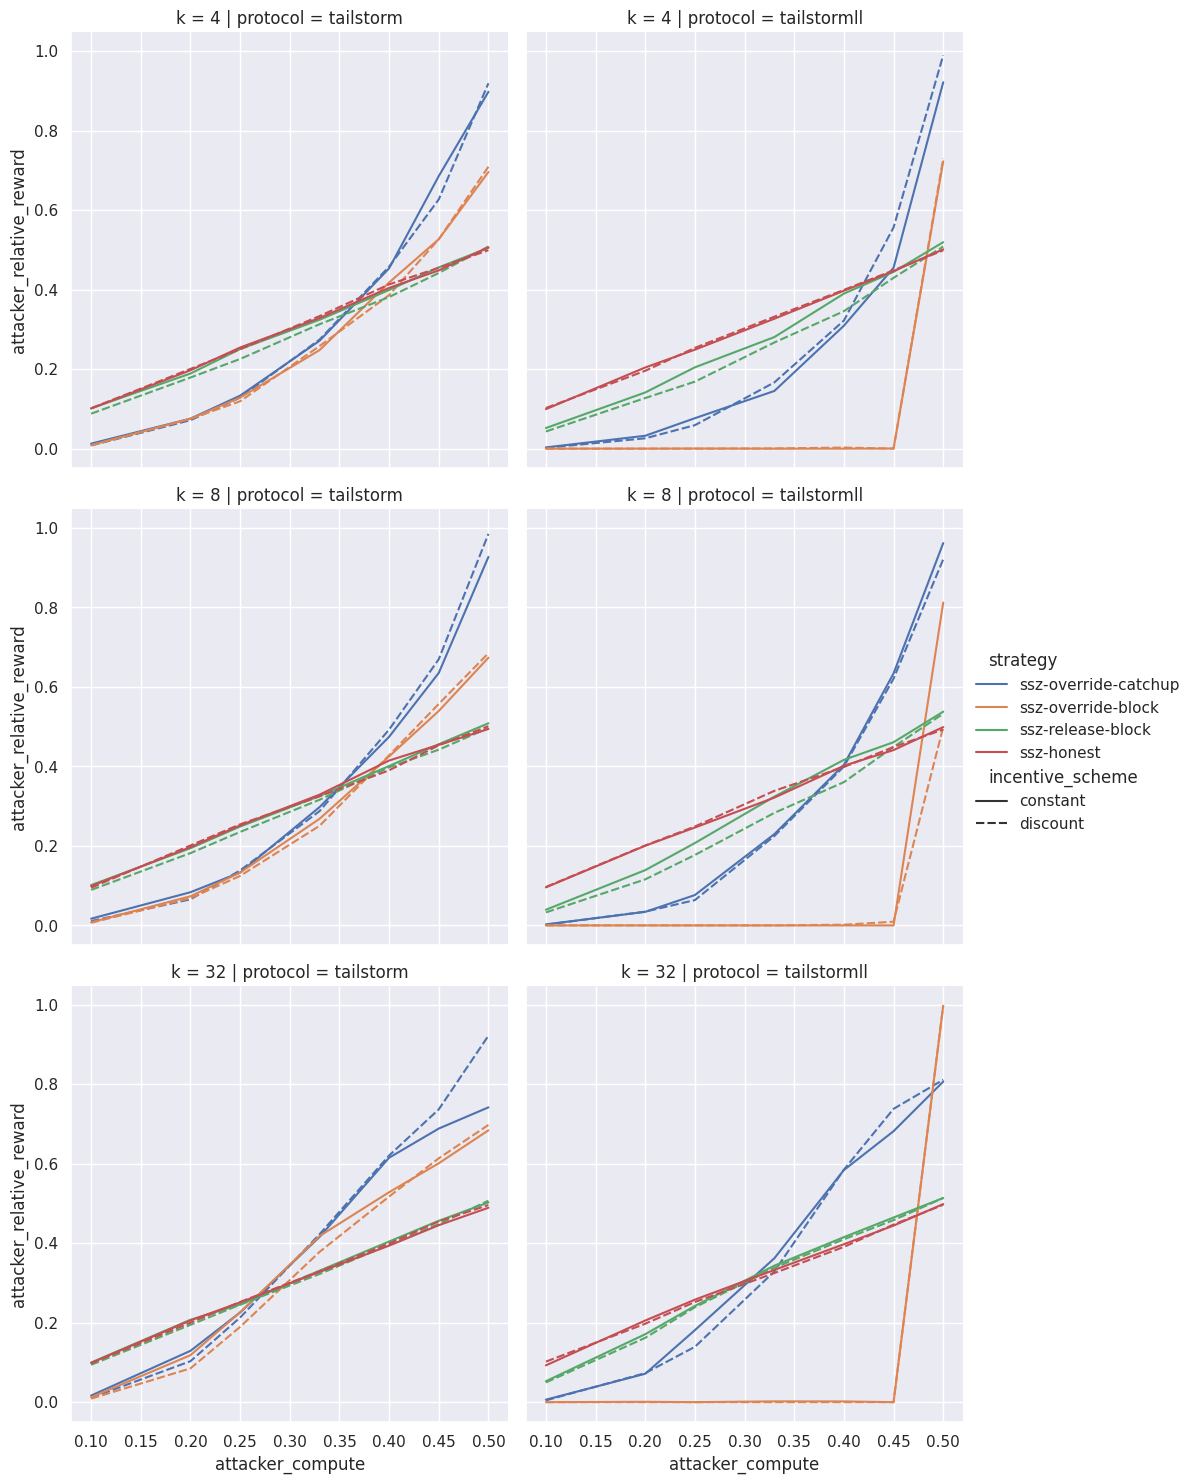 k = 4 | protocol = tailstorm
k = 4 | protocol = tailstormll
1.0
0.8
0.6
0.4
0.2
0.0
attacker_relative_reward
k = 8 | protocol = tailstorm
k = 8 | protocol = tailstormll
1.0
0.8
0.6
0.4
0.2
0.0
attacker_relative_reward
strategy
ssz-override-catchup
ssz-override-block
ssz-release-block
ssz-honest
incentive_scheme
constant
discount
k = 32 | protocol = tailstorm
k = 32 | protocol = tailstormll
1.0
0.8
0.6
0.4
0.2
0.0
attacker_relative_reward
0.10 0.15 0.20 0.25 0.30 0.35 0.40 0.45 0.50
attacker_compute
0.10 0.15 0.20 0.25 0.30 0.35 0.40 0.45 0.50
attacker_compute